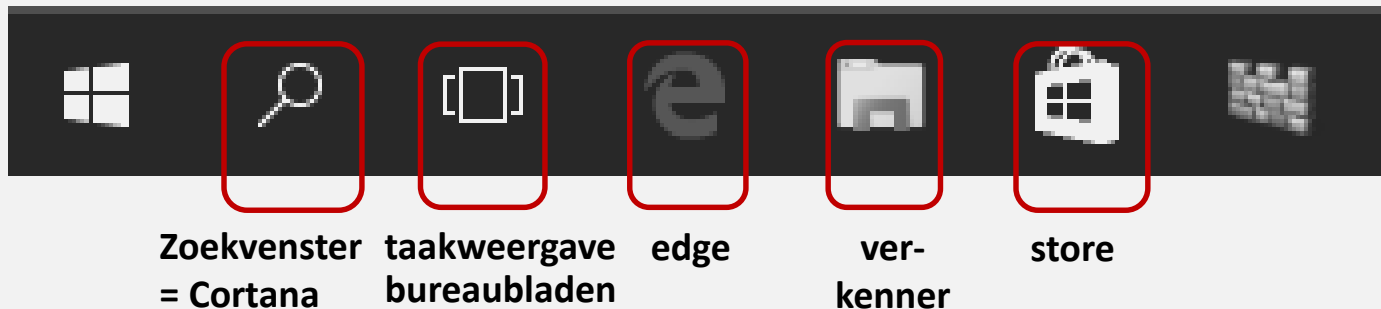 Zoekvenster
= Cortana
taakweergave
bureaubladen
edge
ver-
kenner
store